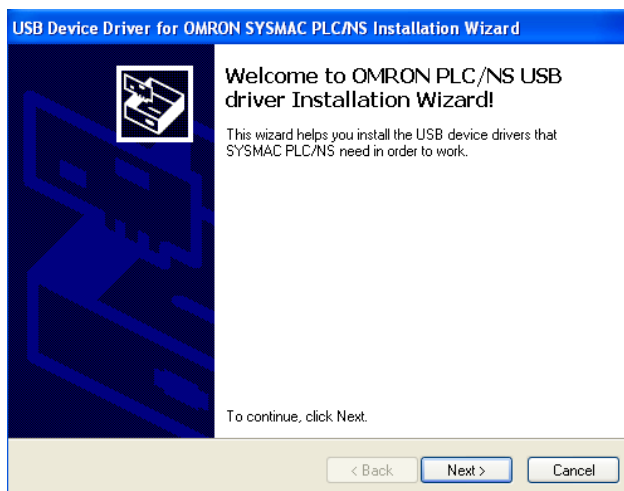 USB Device Driver for OMRON SYSMAC PLC/NS Installation Wizard
Welcome to OMRON PLC/NS USB
driver Installation Wizard!
This wizard helps you install the USB device drivers that
SYSMAC PLC/NS need in order to work.
To continue, click Next.
< Back
Next >
Cancel